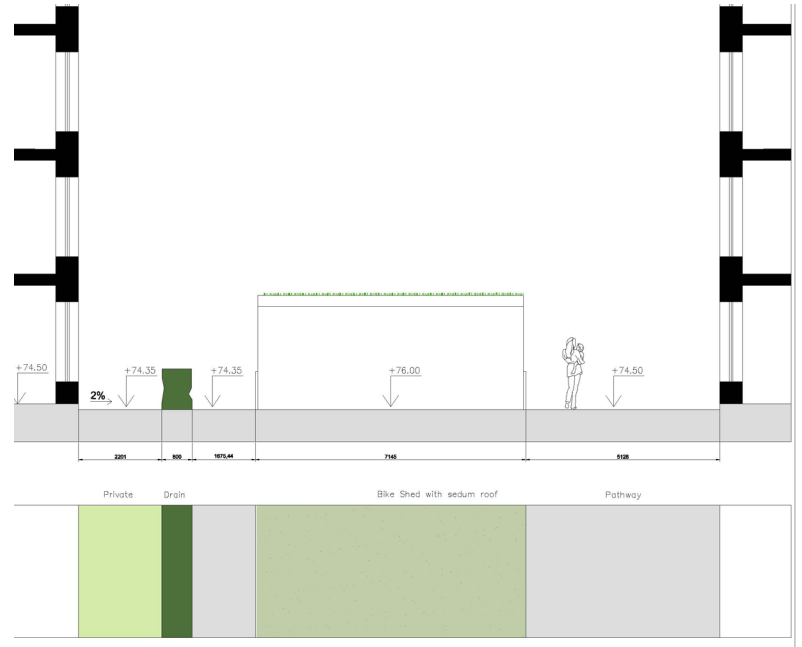 +74.50
+74.35
+74.35
+76.00
+74.50
2%
2201
800
1675,44
7145
5128
Private
Drain
Bike Shed with sedum roof
Pathway